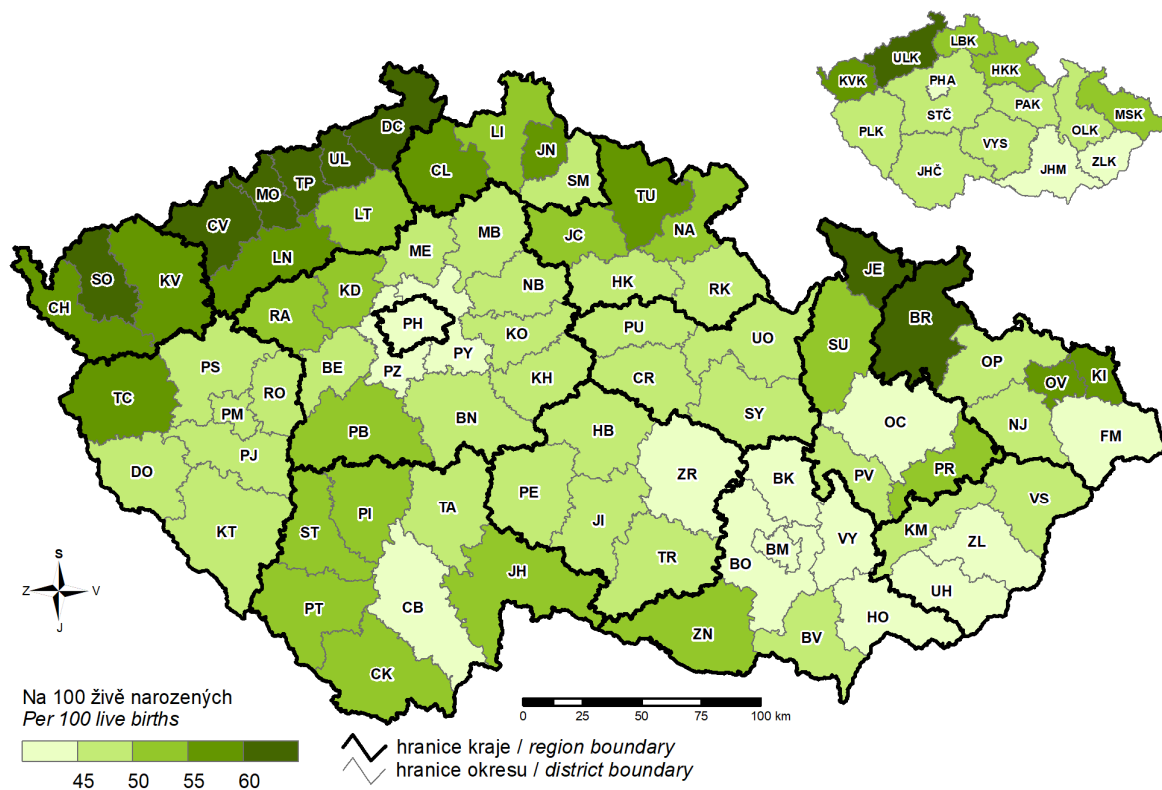 LBK
ULK
KVK
HKK
PHA
PAK
STČ
MSK
PLK
OLK
VYS
ZLK
JHČ
JHM
DC
LI
UL
JN
CL
TP
MO
SM
TU
CV
LT
JC
NA
MB
ME
LN
SO
KV
JE
CH
KD
NB
HK
RK
BR
RA
PH
PU
KO
UO
SU
PS
BE
PZ
PY
OP
OV
KI
TC
RO
KH
CR
PM
SY
OC
NJ
FM
PB
BN
HB
PJ
DO
ZR
BK
PV
PR
VS
KT
ST
PI
TA
PE
JI
KM
ZL
TR
BO
BM
VY
JH
UH
PT
CB
HO
ZN
BV
CK
S
Z V
J
Na 100 živě narozených
Per 100 live births
45 50 55 60
0 25 50 75 100 km
hranice kraje / region boundary
hranice okresu / district boundary